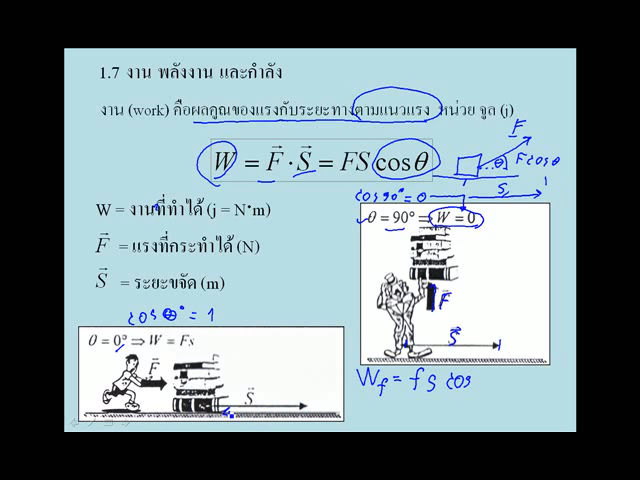 1.7 งาน พลังงาน และกำลัง
งาน (work) คือผลคูณของแรงกับระยะทางตามแนวแรง หน่วย จูล (j)
W = F⃗ · S⃗ = FS cosθ
F
θ F cos θ
S
W = งานที่ทำได้ (j = N•m)
cos 90° = 0
θ = 90° ⇒ W = 0
F⃗ = แรงที่กระทำได้ (N)
S⃗ = ระยะขจัด (m)
F⃗
S⃗
cos 0° = 1
θ = 0° ⇒ W = Fs
F⃗
S⃗
W_f = f s cos